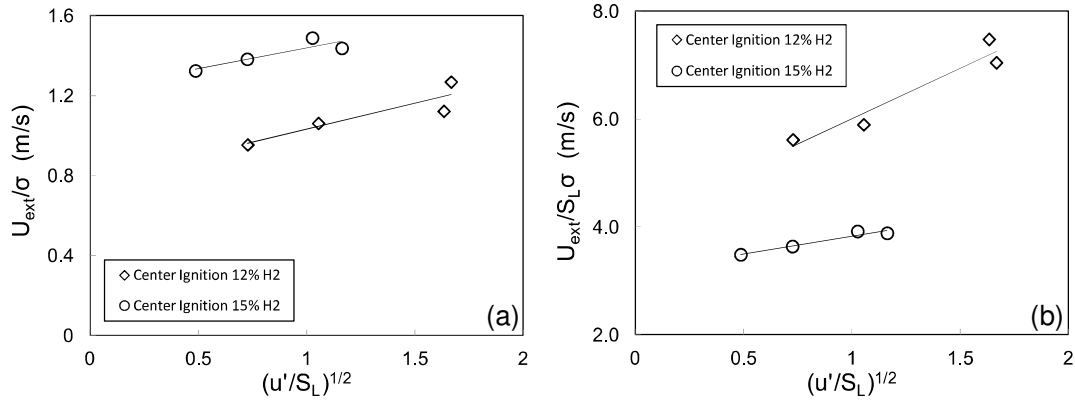 1.6
1.2
0.8
0.4
0
U_ext/σ (m/s)
Center Ignition 12% H2
Center Ignition 15% H2
(a)
0 0.5 1 1.5 2
(u'/S_L)^1/2
8.0
6.0
4.0
2.0
U_ext/S_Lσ (m/s)
Center Ignition 12% H2
Center Ignition 15% H2
(b)
0 0.5 1 1.5 2
(u'/S_L)^1/2